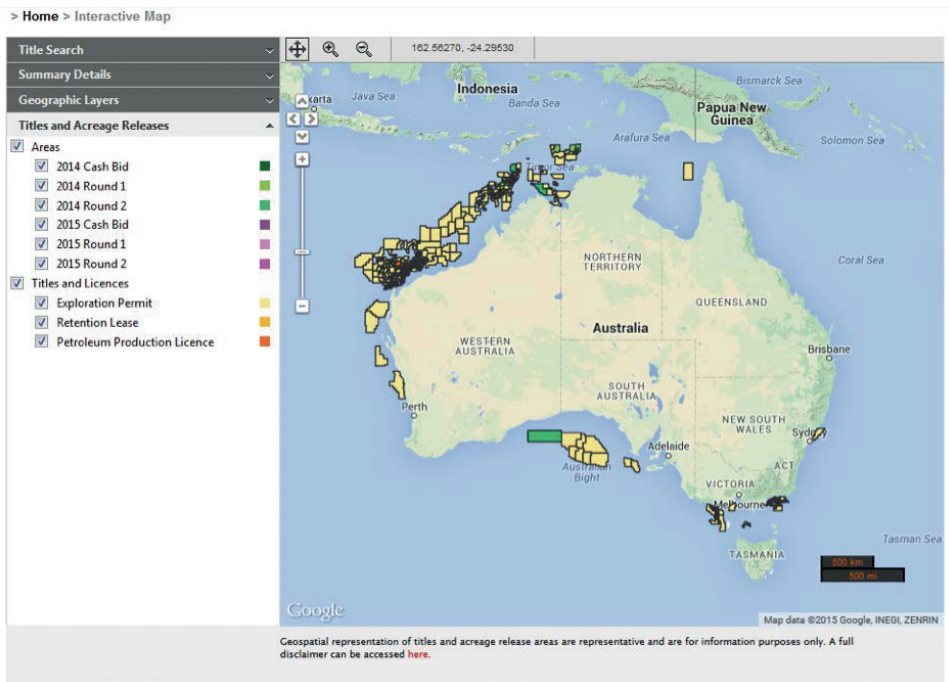 > Home > Interactive Map
Title Search
162.56270, -24.29530
Summary Details
Geographic Layers
Titles and Acreage Releases
Areas
2014 Cash Bid
2014 Round 1
2014 Round 2
2015 Cash Bid
2015 Round 1
2015 Round 2
Titles and Licences
Exploration Permit
Retention Lease
Petroleum Production Licence
Bismarck Sea
Indonesia
karta
Java Sea
Banda Sea
Papua New
Guinea
Arafura Sea
Solomon Sea
Timor Sea
NORTHERN
TERRITORY
Coral Sea
QUEENSLAND
Australia
WESTERN
AUSTRALIA
Brisbane
SOUTH
AUSTRALIA
Perth
NEW SOUTH
WALES
Sydney
Adelaide
Australian
Bight
ACT
VICTORIA
Melbourne
Tasman Sea
TASMANIA
500 km
500 mi
Google
Map data ©2015 Google, INEGI, ZENRIN
Geospatial representation of titles and acreage release areas are representative and are for information purposes only. A full
disclaimer can be accessed here.